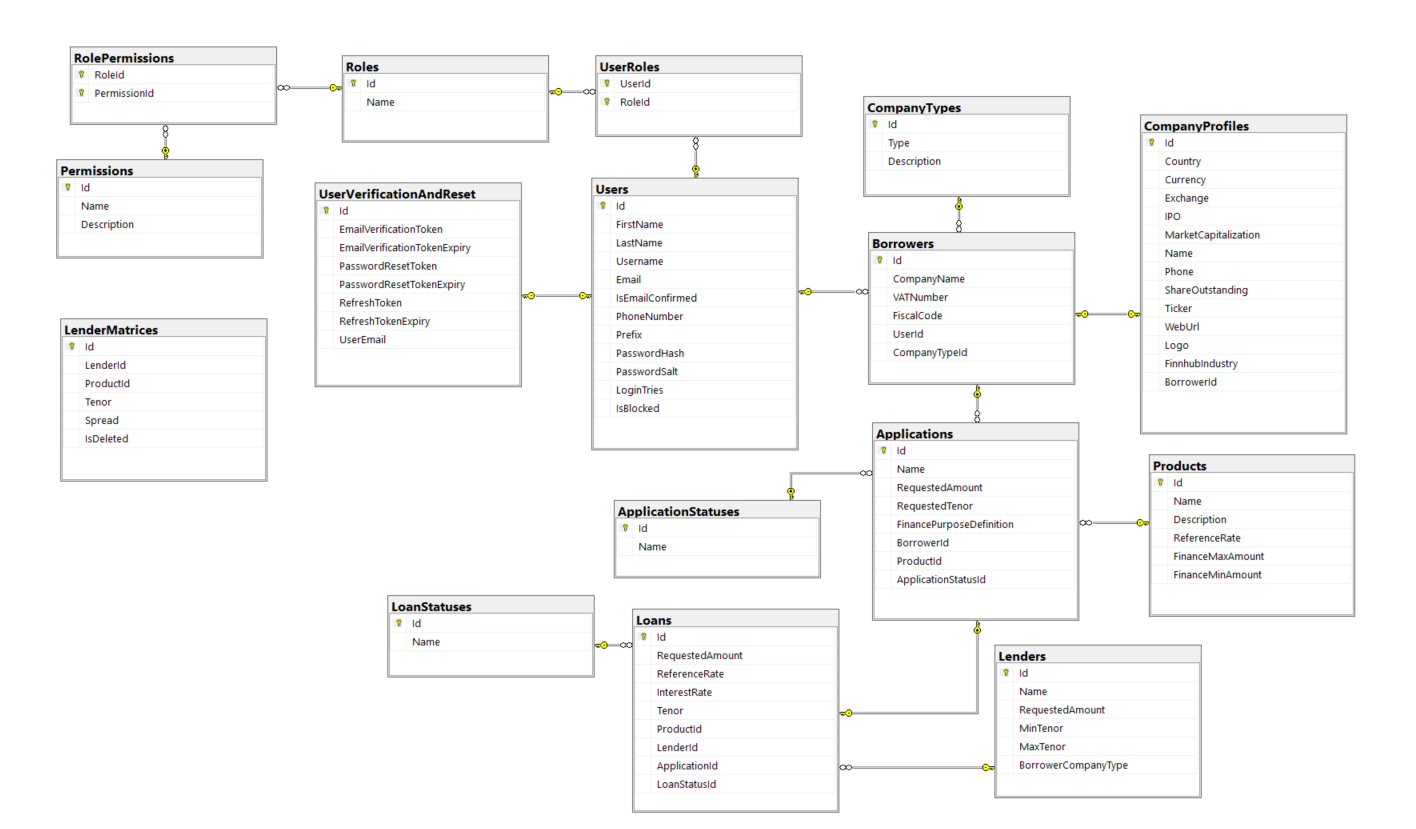 RolePermissions
RoleId
PermissionId
Roles
Id
Name
UserRoles
UserId
RoleId
CompanyTypes
Id
Type
Description
CompanyProfiles
Id
Country
Currency
Exchange
IPO
MarketCapitalization
Name
Phone
ShareOutstanding
Ticker
WebUrl
Logo
FinnhubIndustry
BorrowerId
Permissions
Id
Name
Description
UserVerificationAndReset
Id
EmailVerificationToken
EmailVerificationTokenExpiry
PasswordResetToken
PasswordResetTokenExpiry
RefreshToken
RefreshTokenExpiry
UserEmail
Users
Id
FirstName
LastName
Username
Email
IsEmailConfirmed
PhoneNumber
Prefix
PasswordHash
PasswordSalt
LoginTries
IsBlocked
Borrowers
Id
CompanyName
VATNumber
FiscalCode
UserId
CompanyTypeId
LenderMatrices
Id
LenderId
ProductId
Tenor
Spread
IsDeleted
Applications
Id
Name
RequestedAmount
RequestedTenor
FinancePurposeDefinition
BorrowerId
ProductId
ApplicationStatusId
Products
Id
Name
Description
ReferenceRate
FinanceMaxAmount
FinanceMinAmount
ApplicationStatuses
Id
Name
LoanStatuses
Id
Name
Loans
Id
RequestedAmount
ReferenceRate
InterestRate
Tenor
ProductId
LenderId
ApplicationId
LoanStatusId
Lenders
Id
Name
RequestedAmount
MinTenor
MaxTenor
BorrowerCompanyType